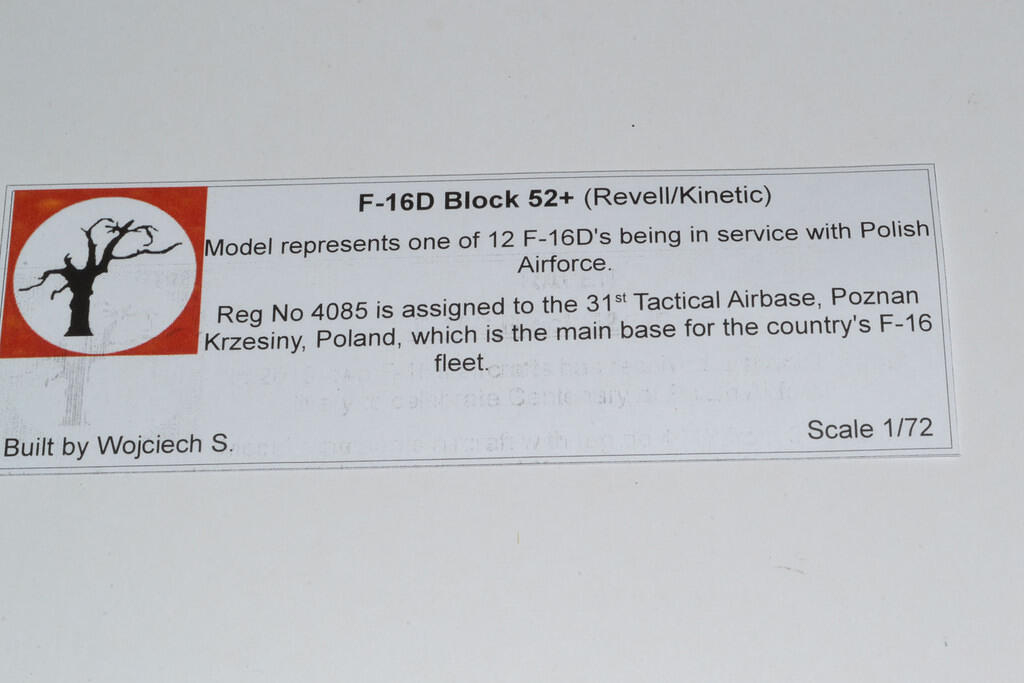 F-16D Block 52+ (Revell/Kinetic)
Model represents one of 12 F-16D's being in service with Polish
Airforce.
Reg No 4085 is assigned to the 31st Tactical Airbase, Poznan
Krzesiny, Poland, which is the main base for the country's F-16
fleet.
Built by Wojciech S.
Scale 1/72